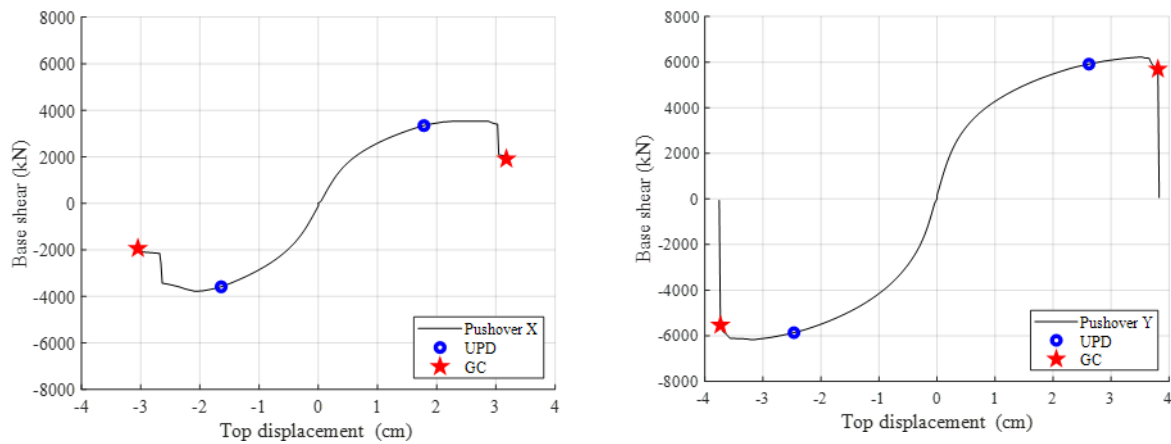 8000
6000
4000
2000
0
-2000
-4000
-6000
-8000
Base shear (kN)
-4 -3 -2 -1 0 1 2 3 4
Top displacement (cm)
Pushover X
UPD
GC
8000
6000
4000
2000
0
-2000
-4000
-6000
-8000
Base shear (kN)
-4 -3 -2 -1 0 1 2 3 4
Top displacement (cm)
Pushover Y
UPD
GC